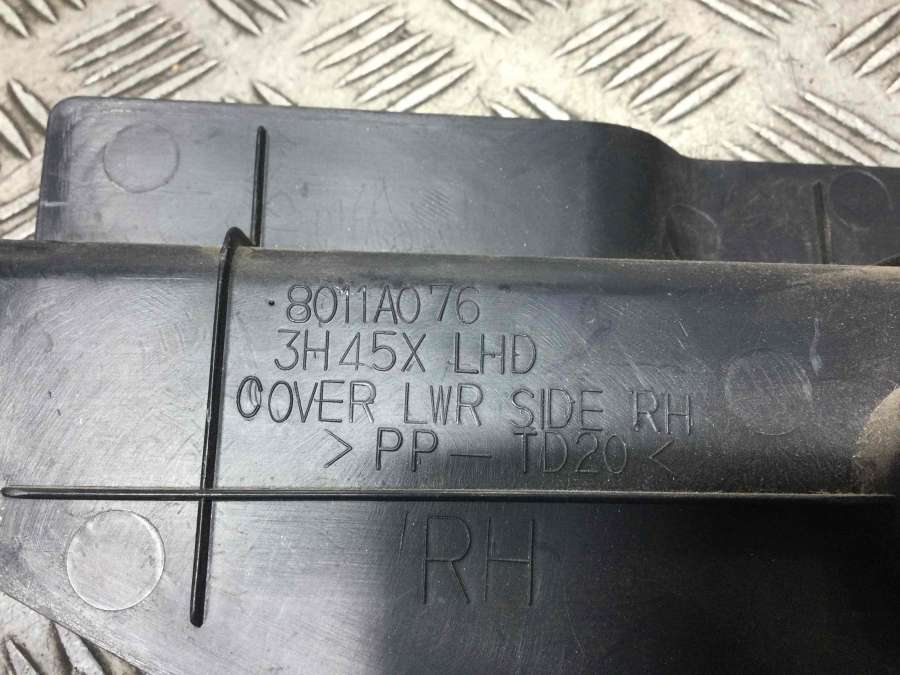 8011A076
3H45X LHD
COVER LWR SIDE RH
>PP-TD20<
RH